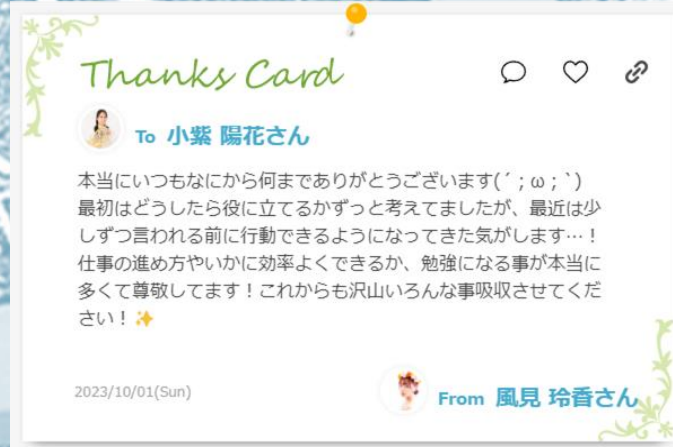 Thanks Card
To 小紫 陽花さん
本当にいつもなにから何までありがとうございます(´；ω；`)
最初はどうしたら役に立てるかずっと考えてましたが、最近は少
しずつ言われる前に行動できるようになってきた気がします…！
仕事の進め方やいかに効率よくできるか、勉強になる事が本当に
多くて尊敬してます！これからも沢山いろんな事吸収させてくだ
さい！✨
2023/10/01(Sun)
From 風見 玲香さん